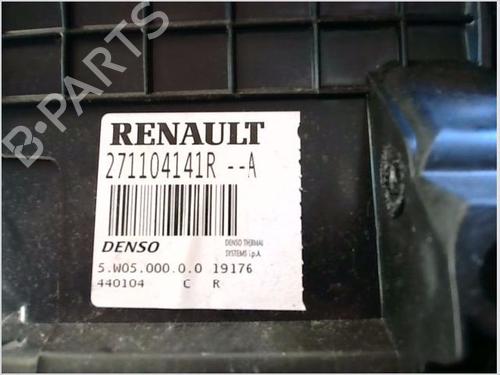 B-PARTS
RENAULT
271104141R --A
DENSO
DENSO THERMAL
SYSTEMS s.p.A.
5.W05.000.0.0 19176
440104 C R